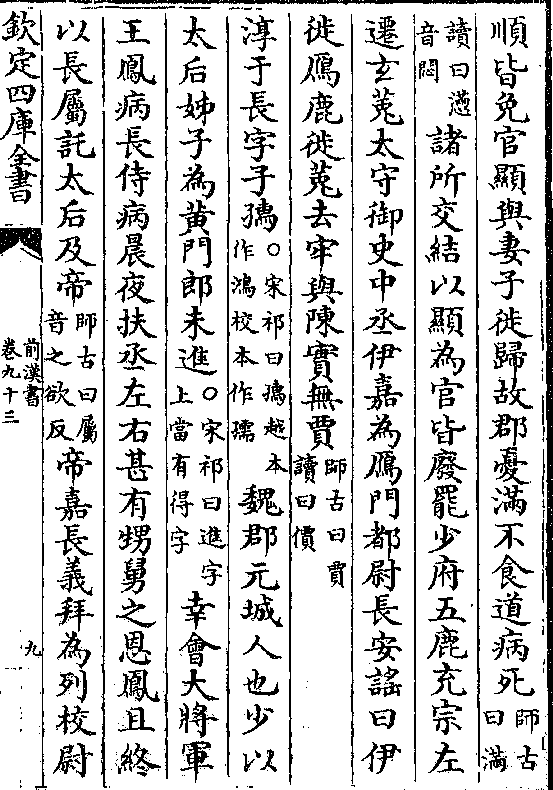 順皆免官顯與妻子徙歸故郡憂滿不食道病死師古曰滿
讀曰懣音悶諸所交結以顯為官皆廢罷少府五鹿充宗左
遷玄菟太守御史中丞伊嘉為鴈門都尉長安謡曰伊
徙鴈鹿徙菟去牢與陳實無賈師古曰賈讀曰價
淳于長字子鴻○宋祁曰鴻越本作鴻校本作孺魏郡元城人也少以
太后姊子為黄門郎未進○宋祁曰進字上當有得字幸會大將軍
王鳳病長侍病晨夜扶丞左右甚有甥舅之恩鳳且終
以長屬託太后及帝師古曰屬音之欲反帝嘉長義拜為列校尉
欽定四庫全書
前漢書
卷九十三
九